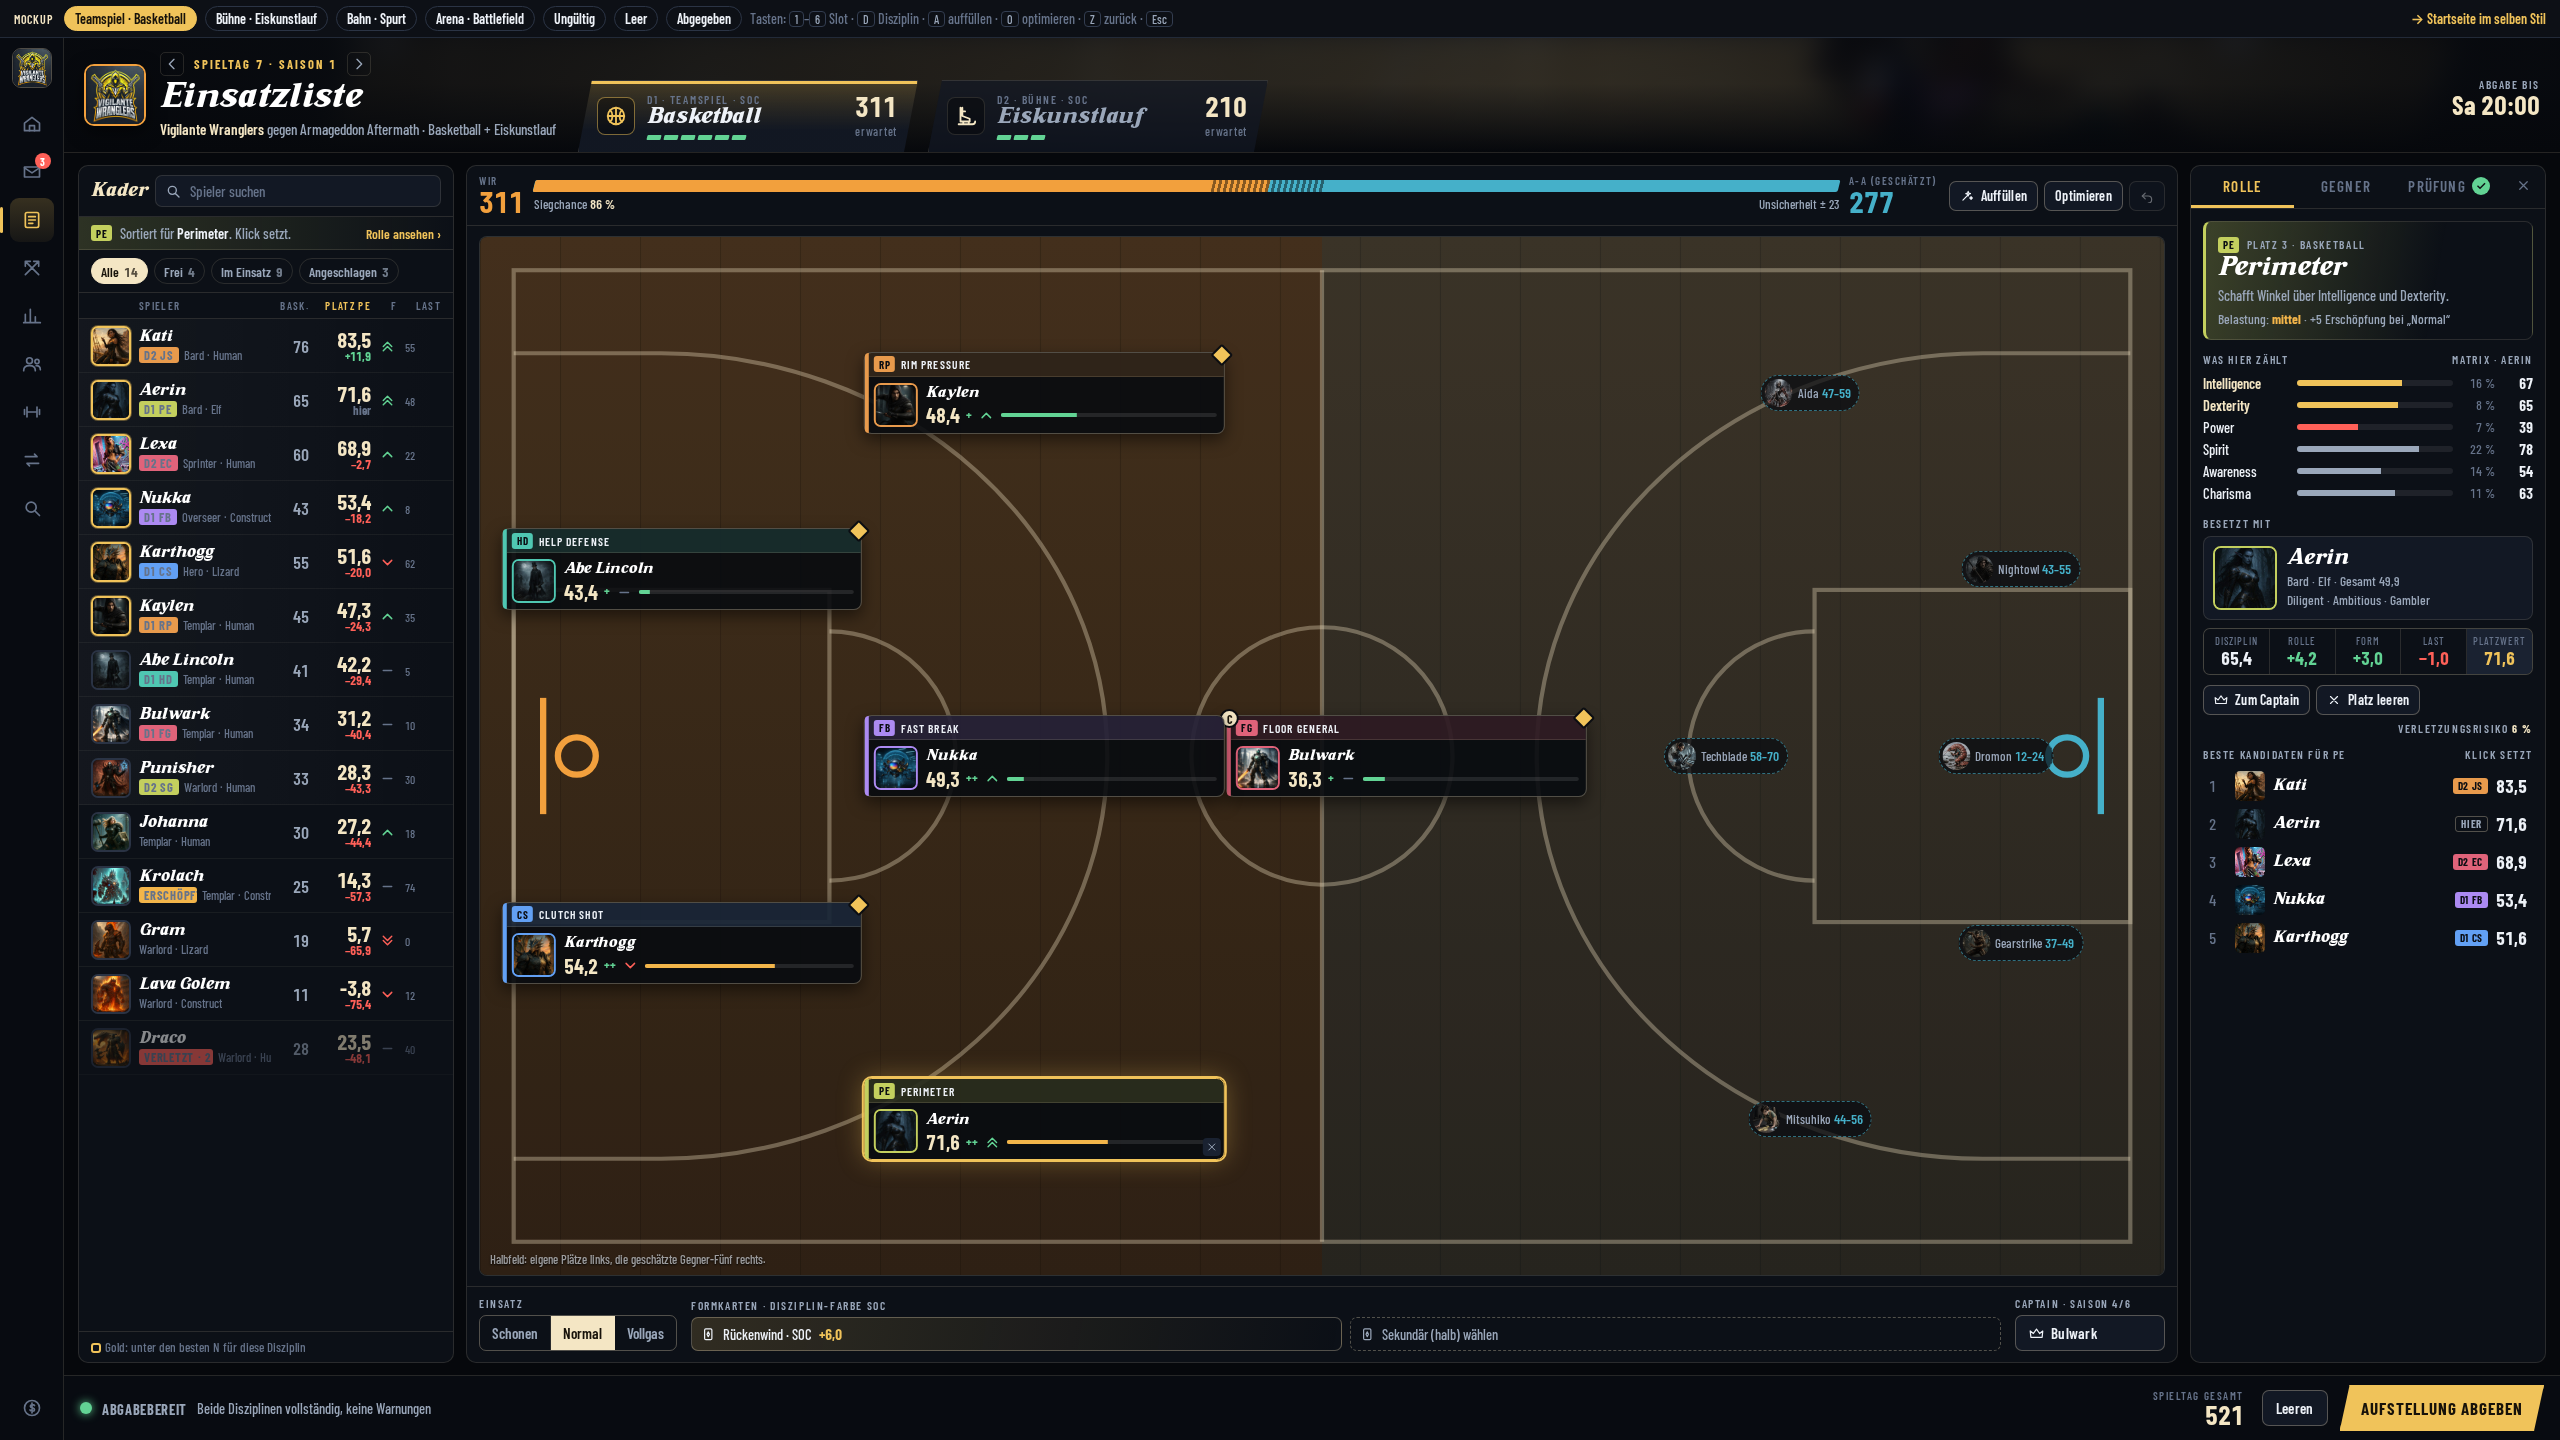 MOCKUP Teamspiel · Basketball Bühne · Eiskunstlauf Bahn · Spurt Arena · Battlefield Ungültig Leer Abgegeben Tasten: 1–6 Slot · D Disziplin · A auffüllen · O optimieren · Z zurück · Esc → Startseite im selben Stil
SPIELTAG 7 · SAISON 1
Einsatzliste
Vigilante Wranglers gegen Armageddon Aftermath · Basketball + Eiskunstlauf
D1 · TEAMSPIEL · SOC
Basketball
311
erwartet
D2 · BÜHNE · SOC
Eiskunstlauf
210
erwartet
ABGABE BIS
Sa 20:00
3
Kader Spieler suchen
PE Sortiert für Perimeter. Klick setzt. Rolle ansehen ›
Alle 14 Frei 4 Im Einsatz 9 Angeschlagen 3
SPIELER BASK. PLATZ PE F LAST
Kati 76 83,5 55
D2 JS Bard · Human +11,9
Aerin 65 71,6 48
D1 PE Bard · Elf hier
Lexa 60 68,9 22
D2 EC Sprinter · Human –2,7
Nukka 43 53,4 8
D1 FB Overseer · Construct –18,2
Karthogg 55 51,6 62
D1 CS Hero · Lizard –20,0
Kaylen 45 47,3 35
D1 RP Templar · Human –24,3
Abe Lincoln 41 42,2 5
D1 HD Templar · Human –29,4
Bulwark 34 31,2 10
D1 FG Templar · Human –40,4
Punisher 33 28,3 30
D2 SG Warlord · Human –43,3
Johanna 30 27,2 18
Templar · Human –44,4
Krolach 25 14,3 74
ERSCHÖPF Templar · Constr –57,3
Gram 19 5,7 0
Warlord · Lizard –65,9
Lava Golem 11 -3,8 12
Warlord · Construct –75,4
Draco 28 23,5 40
VERLETZT · 2 Warlord · Hu –48,1
Gold: unter den besten N für diese Disziplin
WIR
311
Siegchance 86 %
Unsicherheit ± 23
A-A (GESCHÄTZT)
277
Auffüllen Optimieren
RP RIM PRESSURE
Kaylen
48,4 +
HD HELP DEFENSE
Abe Lincoln
43,4 +
FB FAST BREAK
Nukka
49,3 ++
C
FG FLOOR GENERAL
Bulwark
36,3 +
CS CLUTCH SHOT
Karthogg
54,2 ++
PE PERIMETER
Aerin
71,6 ++
Aida 47–59
Nightowl 43–55
Techblade 58–70
Dromon 12–24
Gearstrike 37–49
Mitsuhiko 44–56
Halbfeld: eigene Plätze links, die geschätzte Gegner-Fünf rechts.
EINSATZ
Schonen Normal Vollgas
FORMKARTEN · DISZIPLIN-FARBE SOC
Rückenwind · SOC +6,0
Sekundär (halb) wählen
CAPTAIN · SAISON 4/6
Bulwark
ROLLE GEGNER PRÜFUNG
PE PLATZ 3 · BASKETBALL
Perimeter
Schafft Winkel über Intelligence und Dexterity.
Belastung: mittel · +5 Erschöpfung bei „Normal“
WAS HIER ZÄHLT MATRIX · AERIN
Intelligence 16 % 67
Dexterity 8 % 65
Power 7 % 39
Spirit 22 % 78
Awareness 14 % 54
Charisma 11 % 63
BESETZT MIT
Aerin
Bard · Elf · Gesamt 49,9
Diligent · Ambitious · Gambler
DISZIPLIN ROLLE FORM LAST PLATZWERT
65,4 +4,2 +3,0 –1,0 71,6
Zum Captain Platz leeren
VERLETZUNGSRISIKO 6 %
BESTE KANDIDATEN FÜR PE KLICK SETZT
1 Kati D2 JS 83,5
2 Aerin HIER 71,6
3 Lexa D2 EC 68,9
4 Nukka D1 FB 53,4
5 Karthogg D1 CS 51,6
ABGABEBEREIT Beide Disziplinen vollständig, keine Warnungen
SPIELTAG GESAMT
521
Leeren
AUFSTELLUNG ABGEBEN